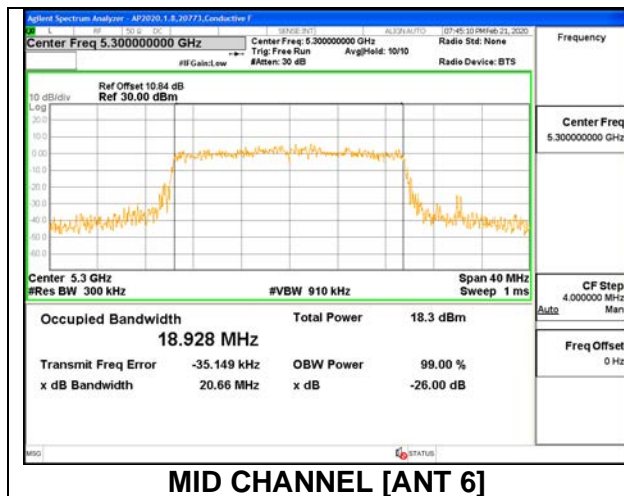 Agilent Spectrum Analyzer - AP2020.1.8,20773,Conductive F
L RF 50 Ω DC SENSE:INT ALIGN AUTO 07:45:10 PM Feb 21, 2020
Center Freq 5.300000000 GHz
Center Freq: 5.300000000 GHz
Radio Std: None
Trig: Free Run Avg|Hold: 10/10
#IFGain:Low #Atten: 30 dB Radio Device: BTS
Frequency
Ref Offset 10.84 dB
10 dB/div Ref 30.00 dBm
Log
20.0
10.0
0.00
-10.0
-20.0
-30.0
-40.0
-50.0
-60.0
Center 5.3 GHz Span 40 MHz
#Res BW 300 kHz #VBW 910 kHz Sweep 1 ms
Occupied Bandwidth Total Power 18.3 dBm
18.928 MHz
Transmit Freq Error -35.149 kHz OBW Power 99.00 %
x dB Bandwidth 20.66 MHz x dB -26.00 dB
Center Freq
5.300000000 GHz
CF Step
4.000000 MHz
Auto Man
Freq Offset
0 Hz
MSG STATUS
MID CHANNEL [ANT 6]